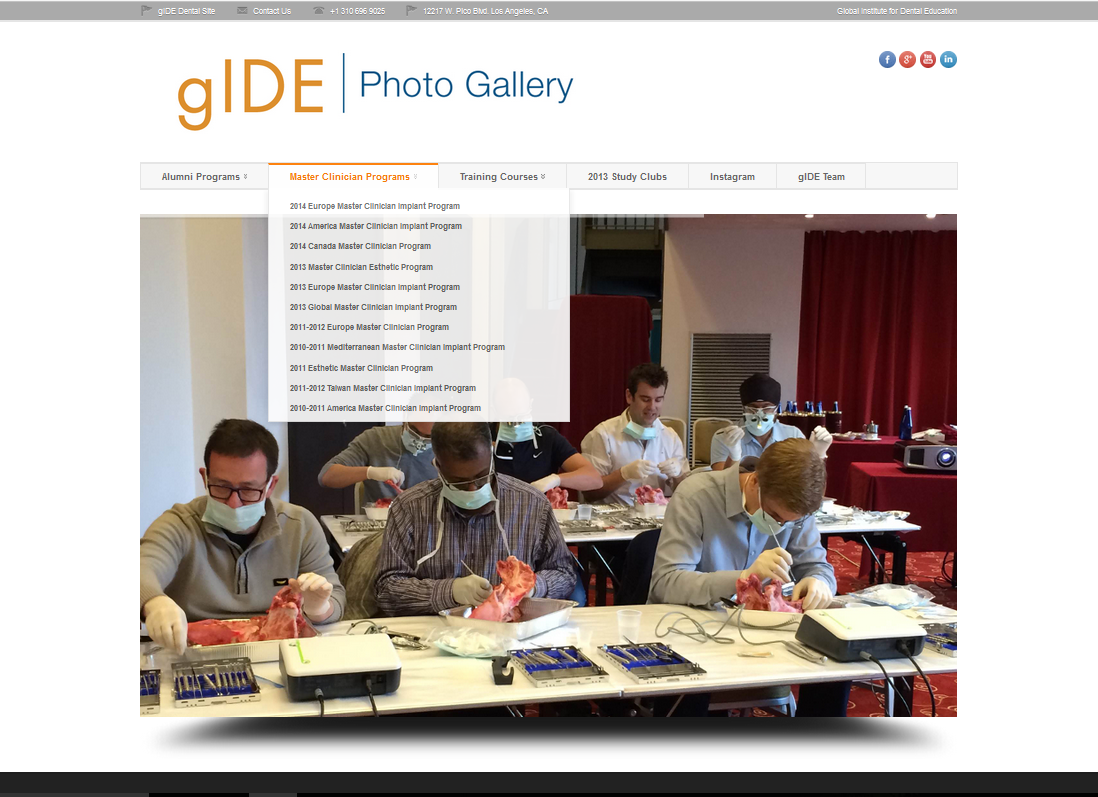 gIDE Dental Site Contact Us +1 310 696 9025 12217 W. Pico Blvd. Los Angeles, CA Global Institute for Dental Education
gIDE | Photo Gallery
f g+ You Tube in
Alumni Programs Master Clinician Programs Training Courses 2013 Study Clubs Instagram gIDE Team
2014 Europe Master Clinician Implant Program
2014 America Master Clinician Implant Program
2014 Canada Master Clinician Program
2013 Master Clinician Esthetic Program
2013 Europe Master Clinician Implant Program
2013 Global Master Clinician Implant Program
2011-2012 Europe Master Clinician Program
2010-2011 Mediterranean Master Clinician Implant Program
2011 Esthetic Master Clinician Program
2011-2012 Taiwan Master Clinician Implant Program
2010-2011 America Master Clinician Implant Program